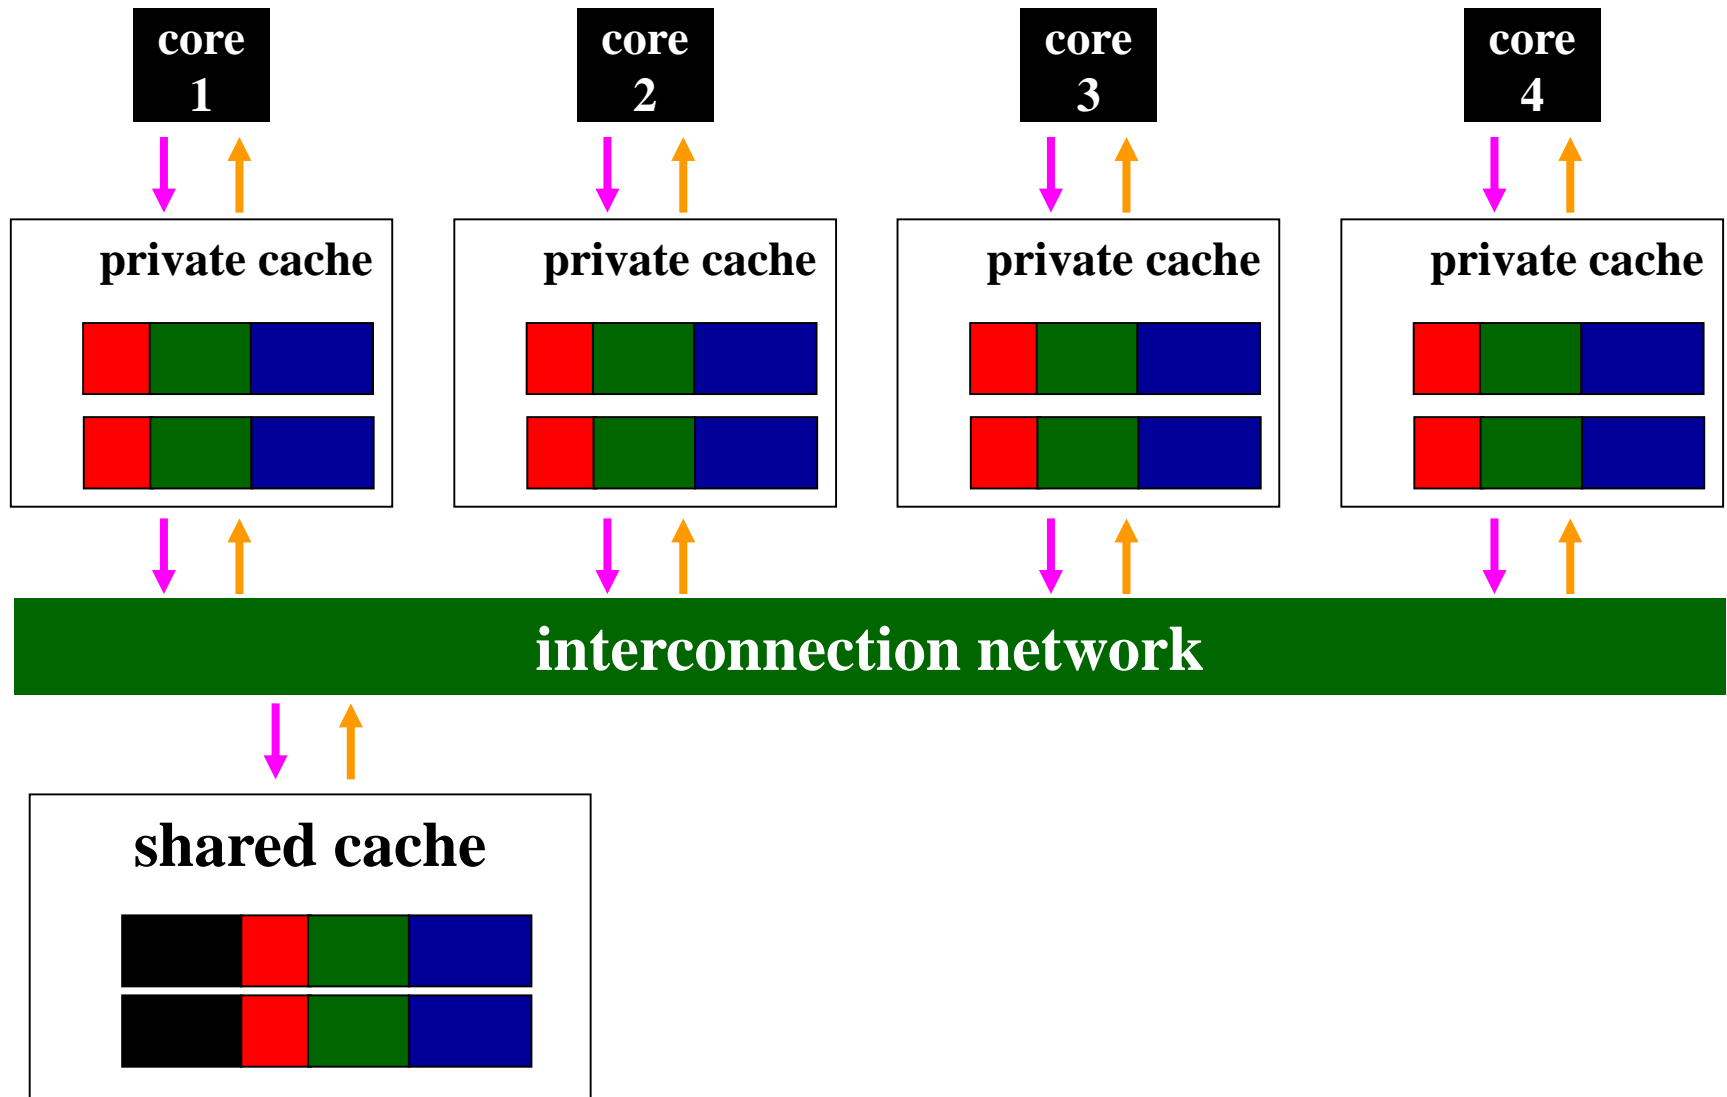 core
1
core
2
core
3
core
4
private cache
private cache
private cache
private cache
interconnection network
shared cache